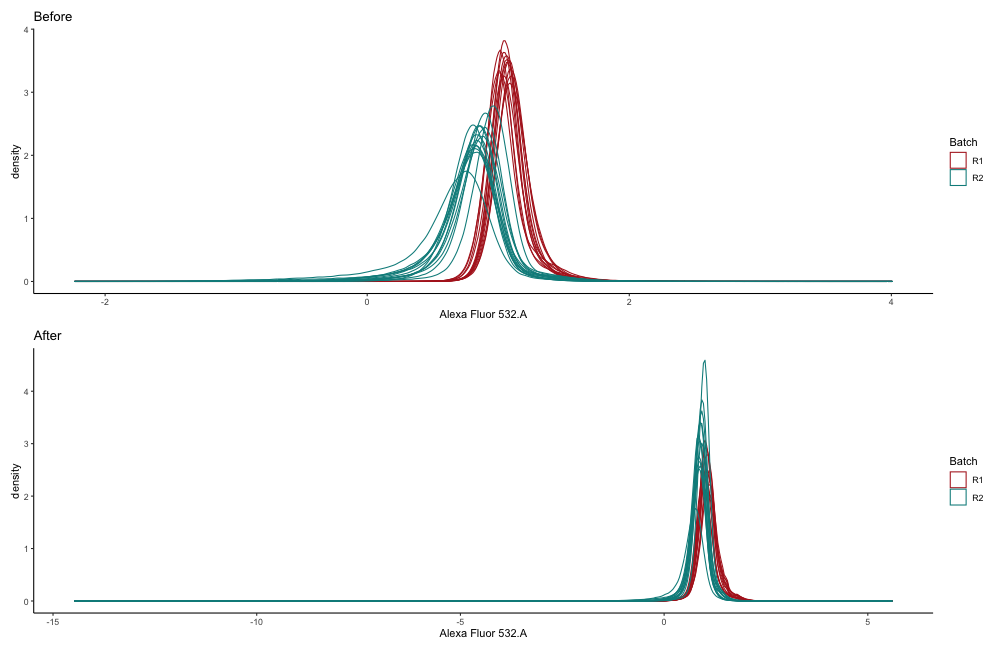 Before
4
3
2
1
0
density
-2
0
2
4
Alexa Fluor 532.A
Batch
R1
R2
After
4
3
2
1
0
density
-15
-10
-5
0
5
Alexa Fluor 532.A
Batch
R1
R2